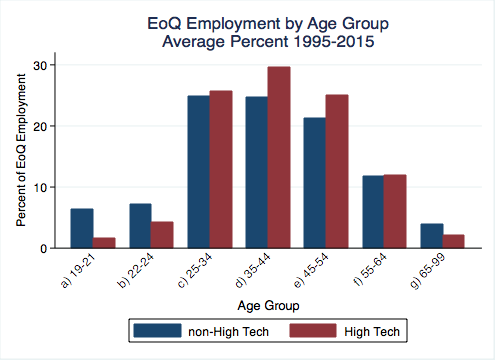 EoQ Employment by Age Group
Average Percent 1995-2015
Percent of EoQ Employment
30
20
10
0
a) 19-21
b) 22-24
c) 25-34
d) 35-44
e) 45-54
f) 55-64
g) 65-99
Age Group
non-High Tech
High Tech